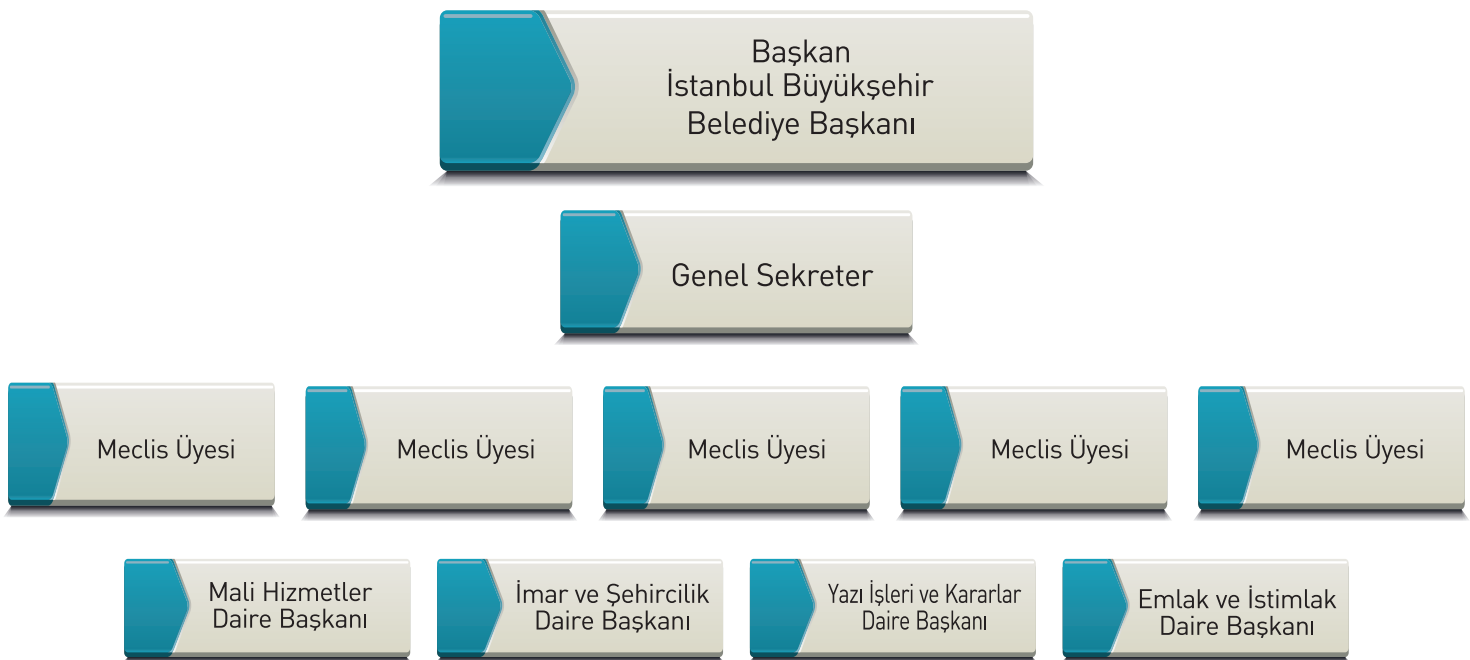 Başkan
İstanbul Büyükşehir
Belediye Başkanı
Genel Sekreter
Meclis Üyesi
Meclis Üyesi
Meclis Üyesi
Meclis Üyesi
Meclis Üyesi
Mali Hizmetler
Daire Başkanı
İmar ve Şehircilik
Daire Başkanı
Yazı İşleri ve Kararlar
Daire Başkanı
Emlak ve İstimlak
Daire Başkanı